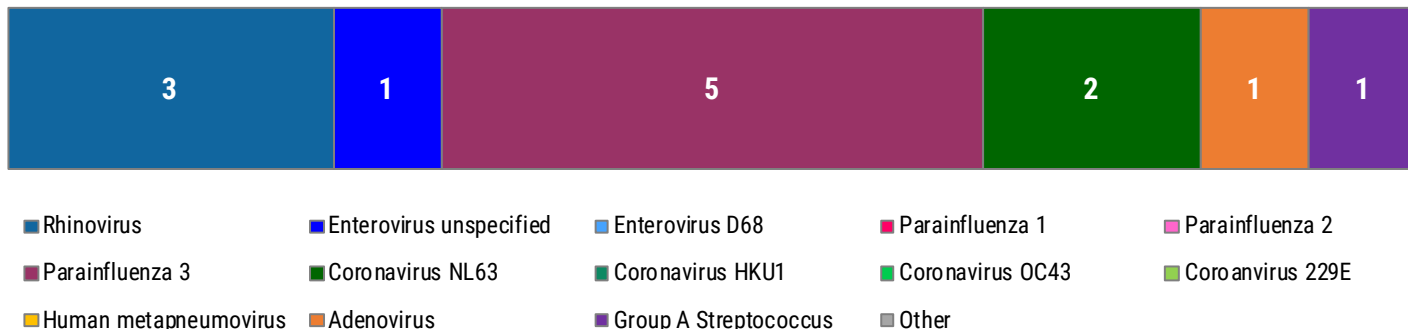 3 1 5 2 1 1
Rhinovirus Enterovirus unspecified Enterovirus D68 Parainfluenza 1 Parainfluenza 2
Parainfluenza 3 Coronavirus NL63 Coronavirus HKU1 Coronavirus OC43 Coroanvirus 229E
Human metapneumovirus Adenovirus Group A Streptococcus Other